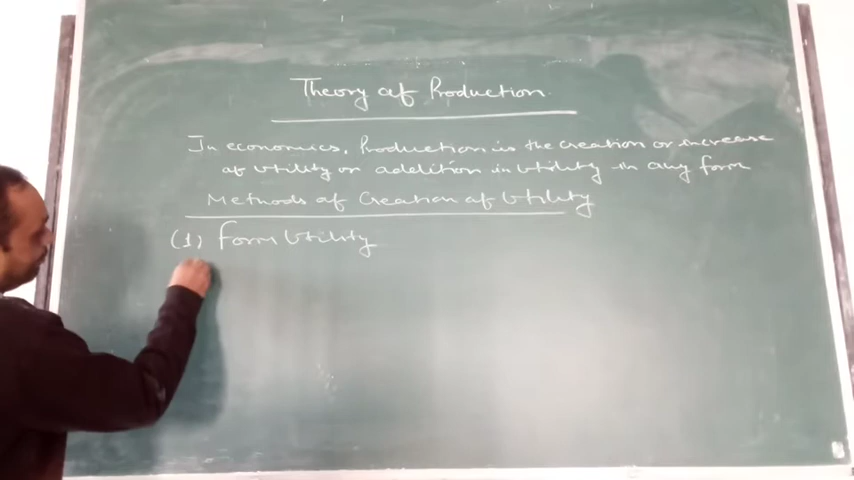 Theory of Production
In economics, Production is the creation or increase
of utility or addition in utility in any form
Methods of Creation of Utility
(1) Form Utility